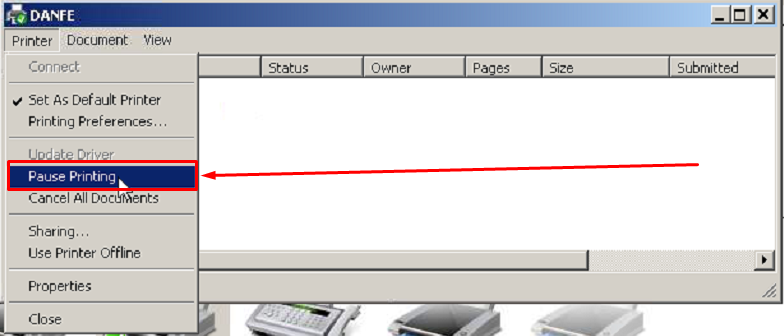 DANFE
Printer Document View
Connect
Status Owner Pages Size Submitted
Set As Default Printer
Printing Preferences...
Update Driver
Pause Printing
Cancel All Documents
Sharing...
Use Printer Offline
Properties
Close